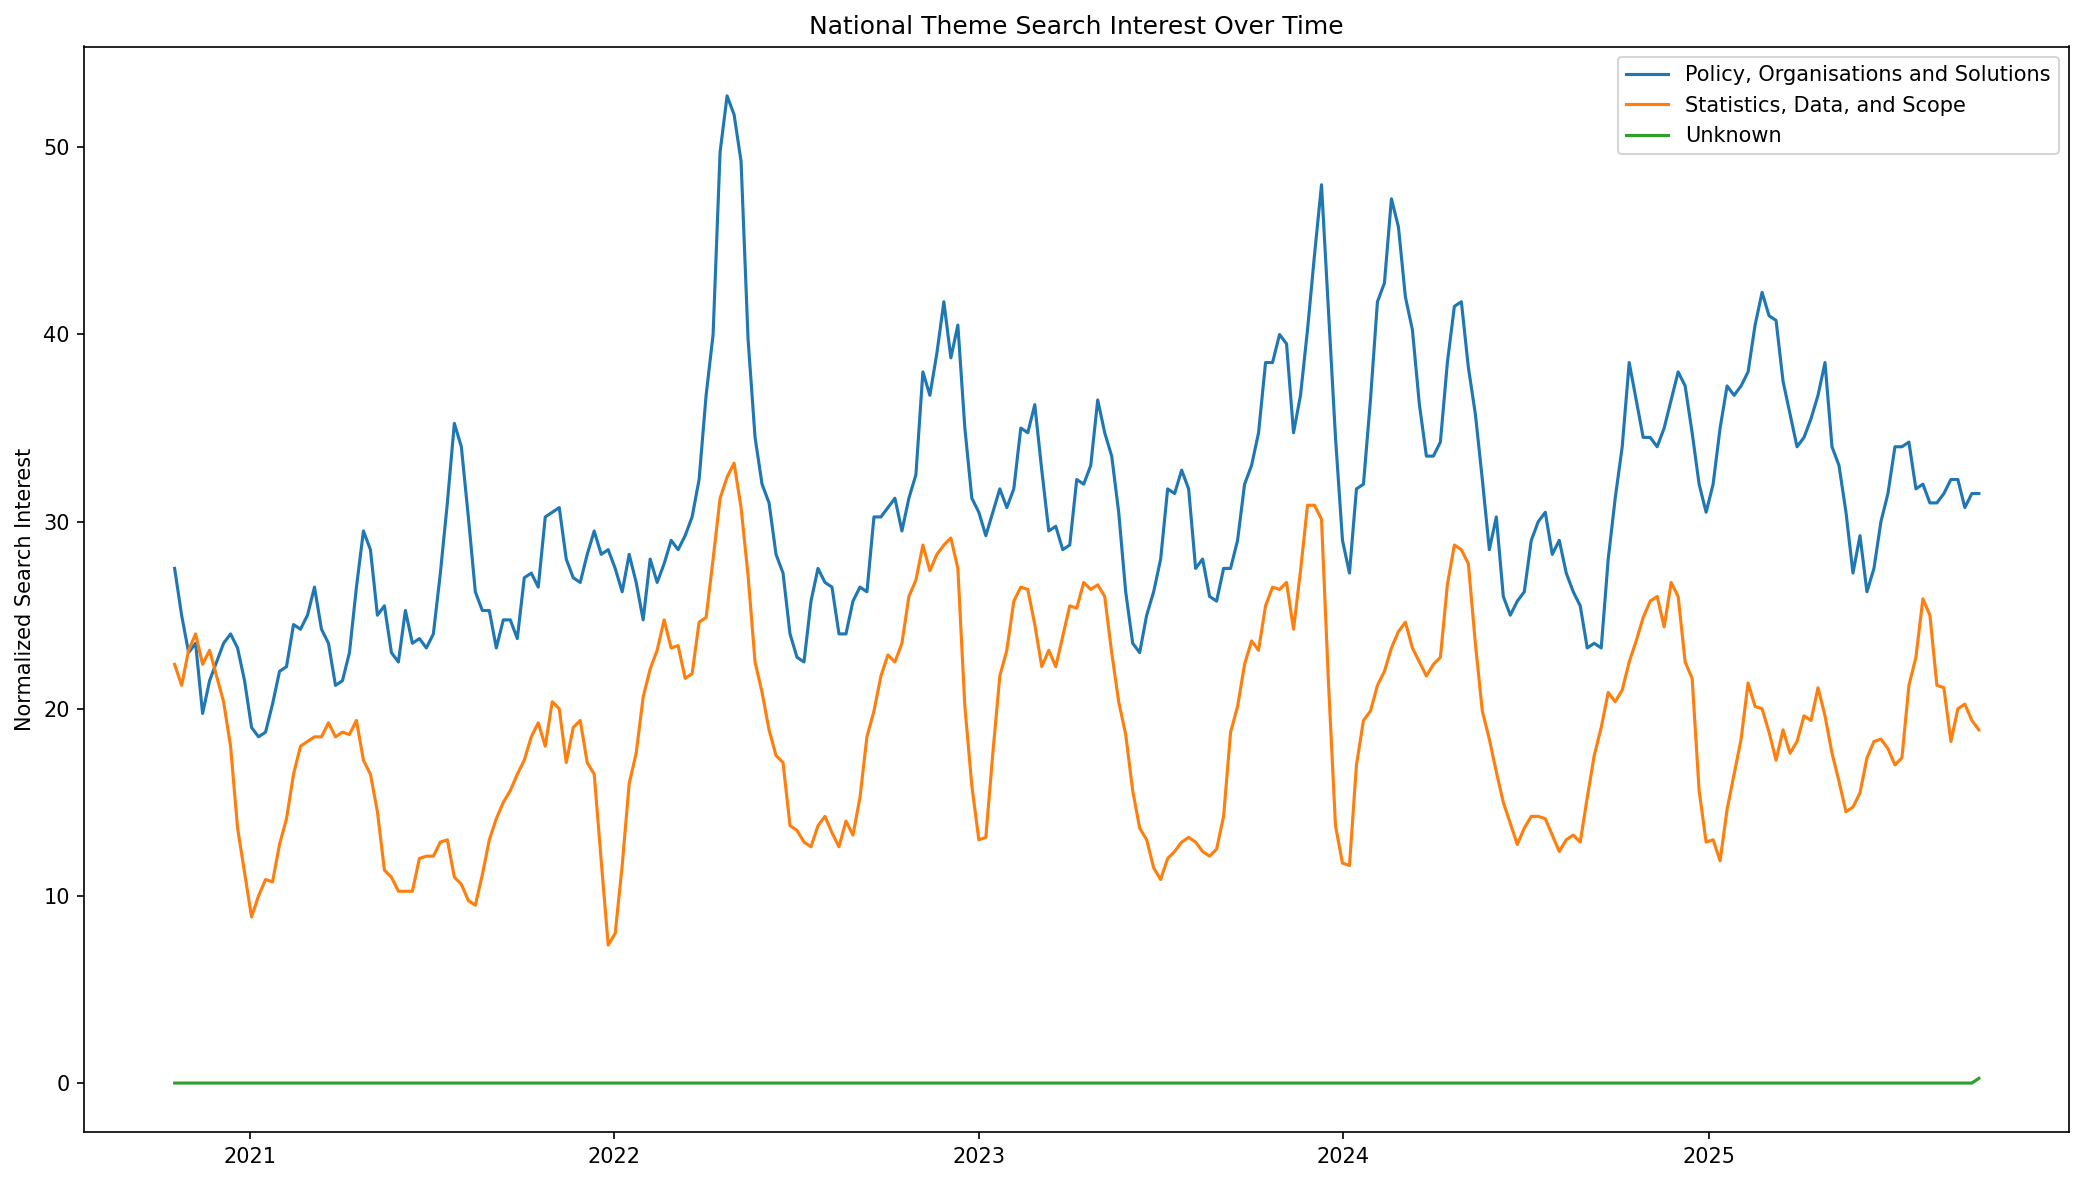 National Theme Search Interest Over Time
Policy, Organisations and Solutions
Statistics, Data, and Scope
Unknown
Normalized Search Interest
50
40
30
20
10
0
2021
2022
2023
2024
2025